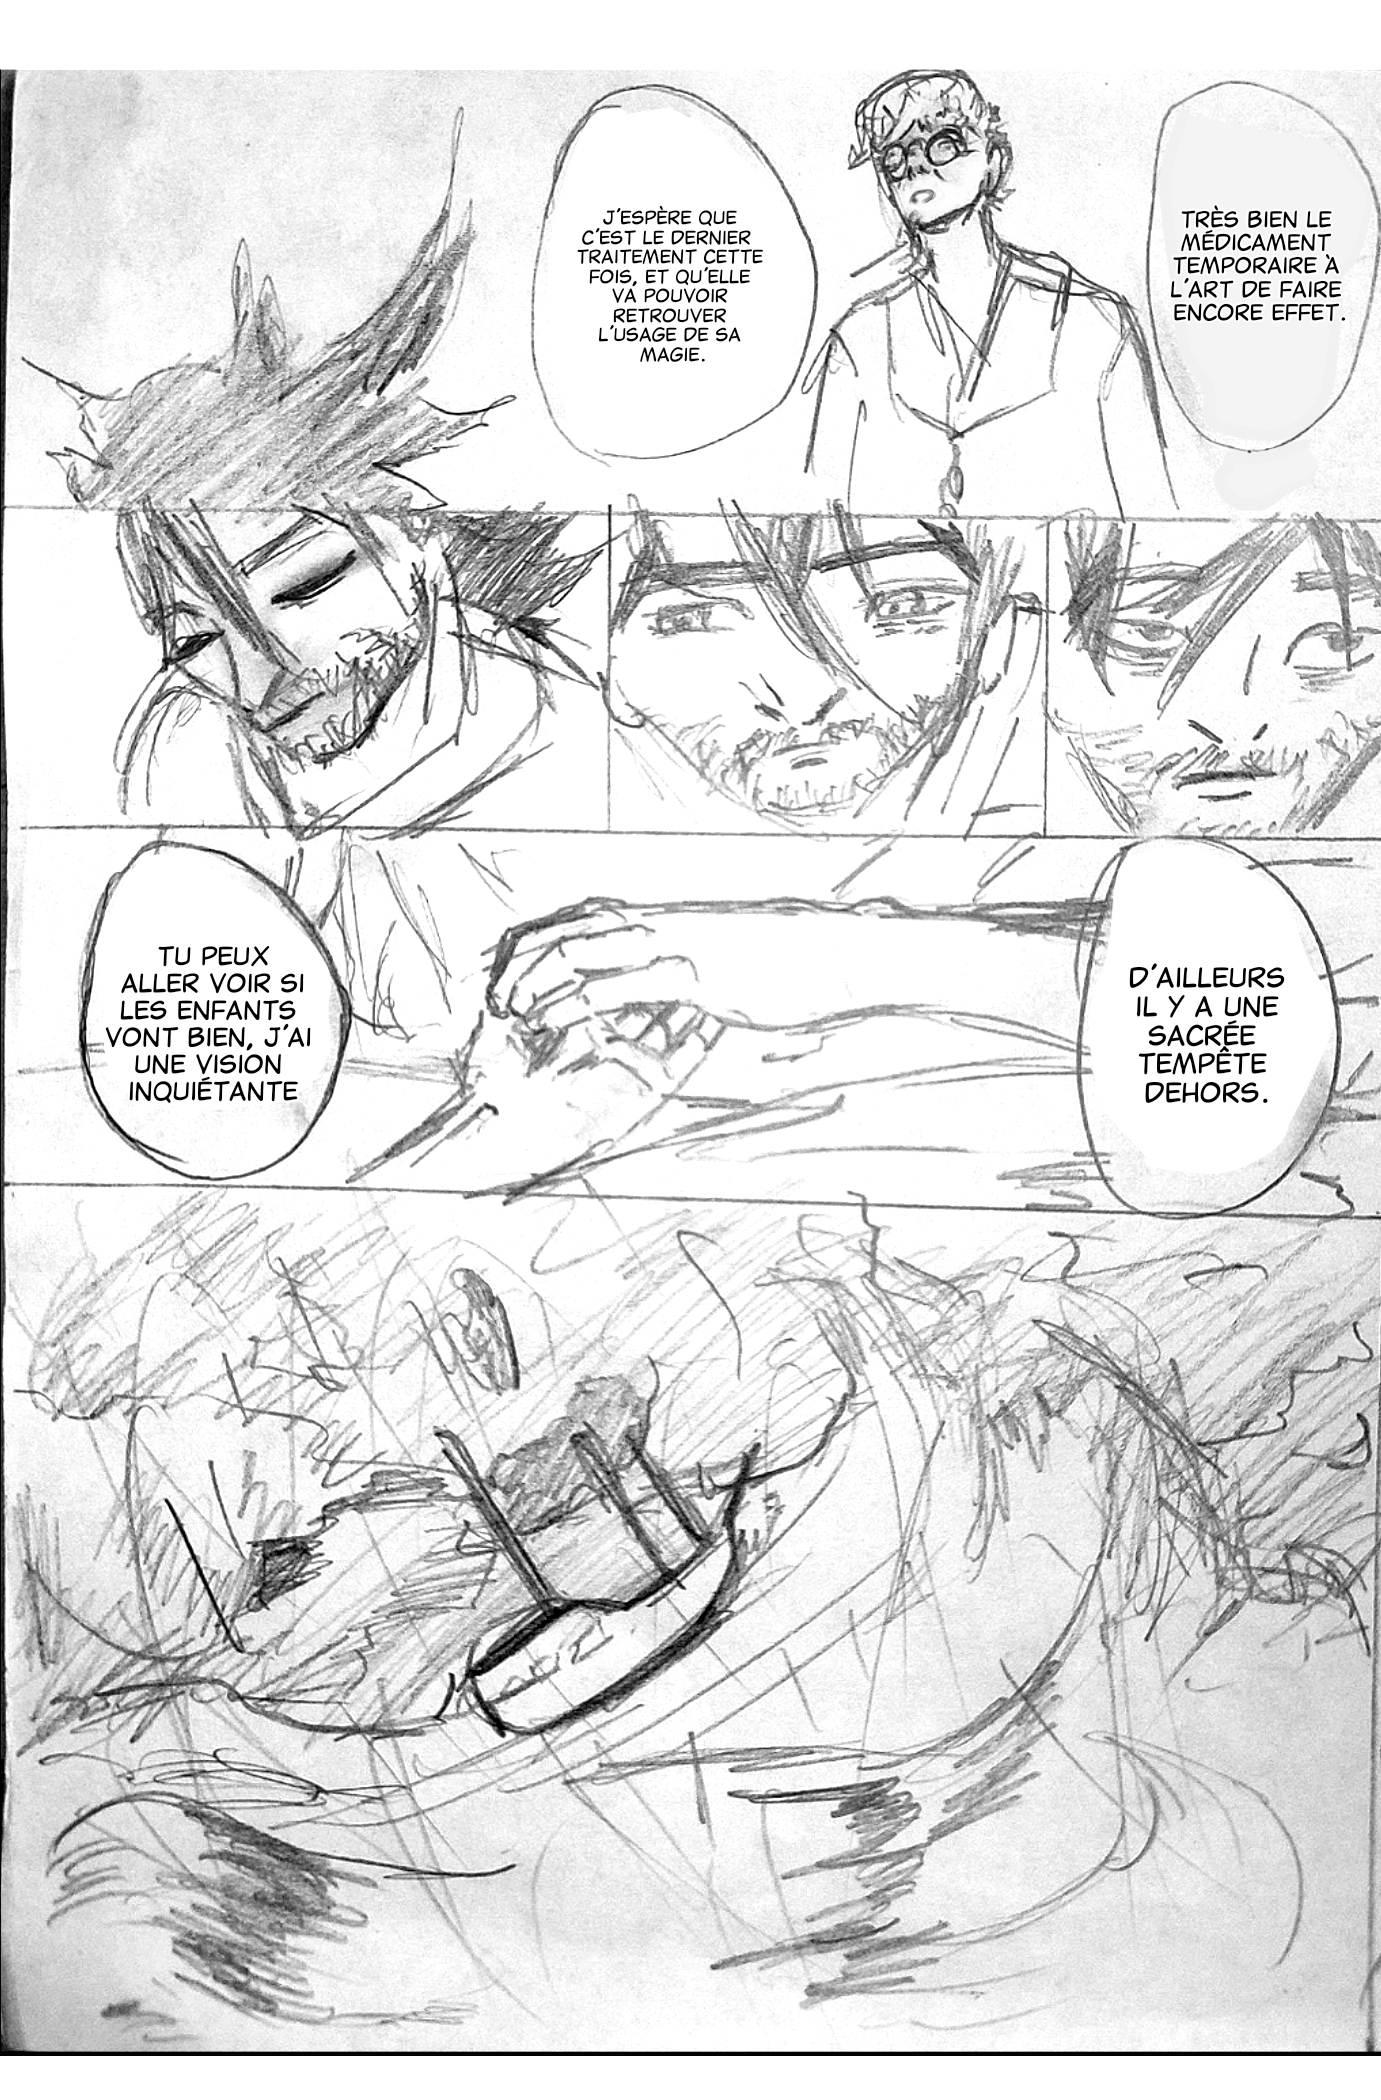 TRÈS BIEN LE
MÉDICAMENT
TEMPORAIRE À
L'ART DE FAIRE
ENCORE EFFET.
J'ESPÈRE QUE
C'EST LE DERNIER
TRAITEMENT CETTE
FOIS, ET QU'ELLE
VA POUVOIR
RETROUVER
L'USAGE DE SA
MAGIE.
D'AILLEURS
IL Y A UNE
SACRÉE
TEMPÊTE
DEHORS.
TU PEUX
ALLER VOIR SI
LES ENFANTS
VONT BIEN, J'AI
UNE VISION
INQUIÉTANTE